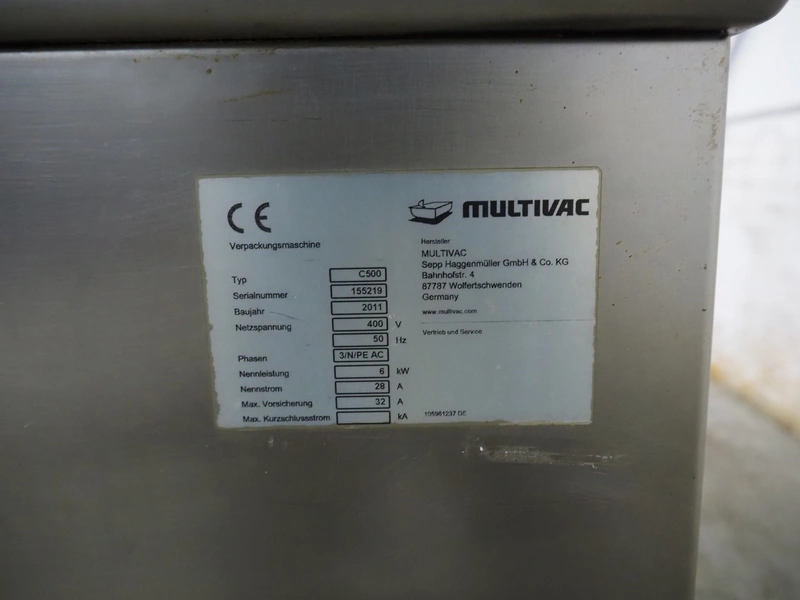 CE
Verpackungsmaschine
Typ C500
Serialnummer 155219
Baujahr 2011
Netzspannung 400 V
50 Hz
Phasen 3/N/PE AC
Nennleistung 6 kW
Nennstrom 28 A
Max. Vorsicherung 32 A
Max. Kurzschlussstrom kA
MULTIVAC
Hersteller
MULTIVAC
Sepp Haggenmüller GmbH & Co. KG
Bahnhofstr. 4
87787 Wolfertschwenden
Germany
www.multivac.com
Vertrieb und Service
106961237 DE